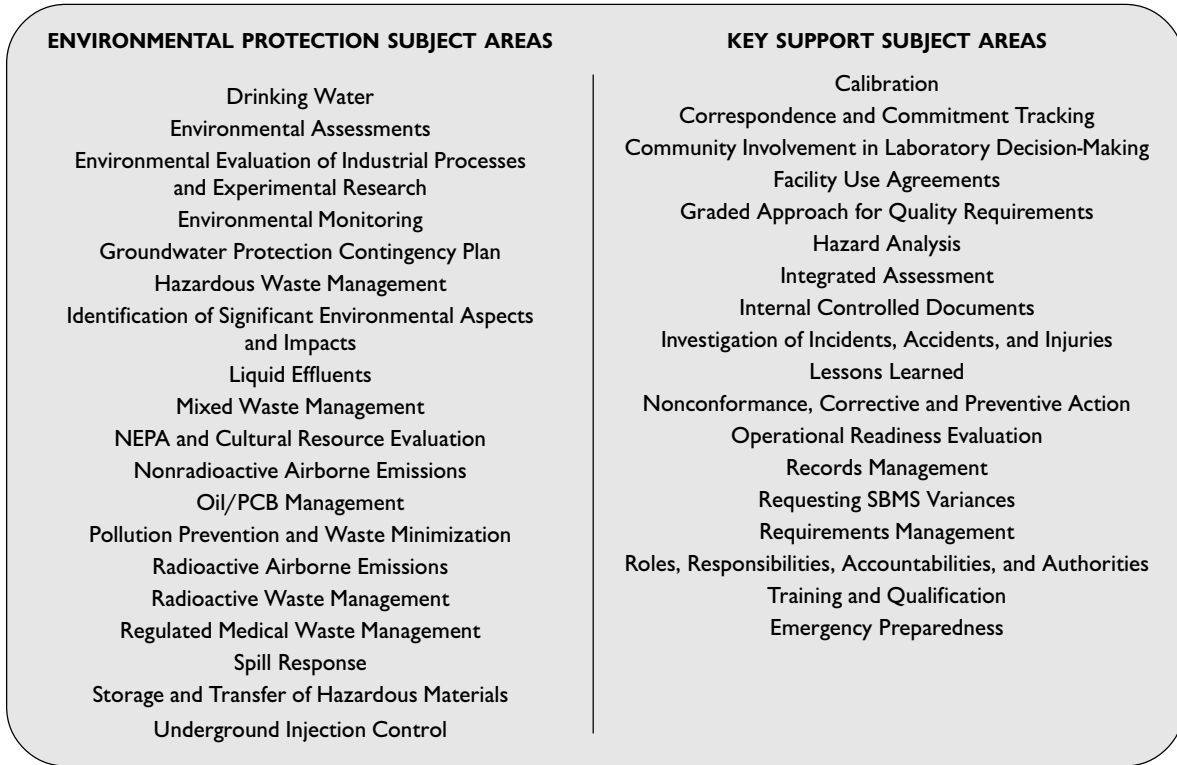 ENVIRONMENTAL PROTECTION SUBJECT AREAS
Drinking Water
Environmental Assessments
Environmental Evaluation of Industrial Processes
and Experimental Research
Environmental Monitoring
Groundwater Protection Contingency Plan
Hazardous Waste Management
Identification of Significant Environmental Aspects
and Impacts
Liquid Effluents
Mixed Waste Management
NEPA and Cultural Resource Evaluation
Nonradioactive Airborne Emissions
Oil/PCB Management
Pollution Prevention and Waste Minimization
Radioactive Airborne Emissions
Radioactive Waste Management
Regulated Medical Waste Management
Spill Response
Storage and Transfer of Hazardous Materials
Underground Injection Control
KEY SUPPORT SUBJECT AREAS
Calibration
Correspondence and Commitment Tracking
Community Involvement in Laboratory Decision-Making
Facility Use Agreements
Graded Approach for Quality Requirements
Hazard Analysis
Integrated Assessment
Internal Controlled Documents
Investigation of Incidents, Accidents, and Injuries
Lessons Learned
Nonconformance, Corrective and Preventive Action
Operational Readiness Evaluation
Records Management
Requesting SBMS Variances
Requirements Management
Roles, Responsibilities, Accountabilities, and Authorities
Training and Qualification
Emergency Preparedness